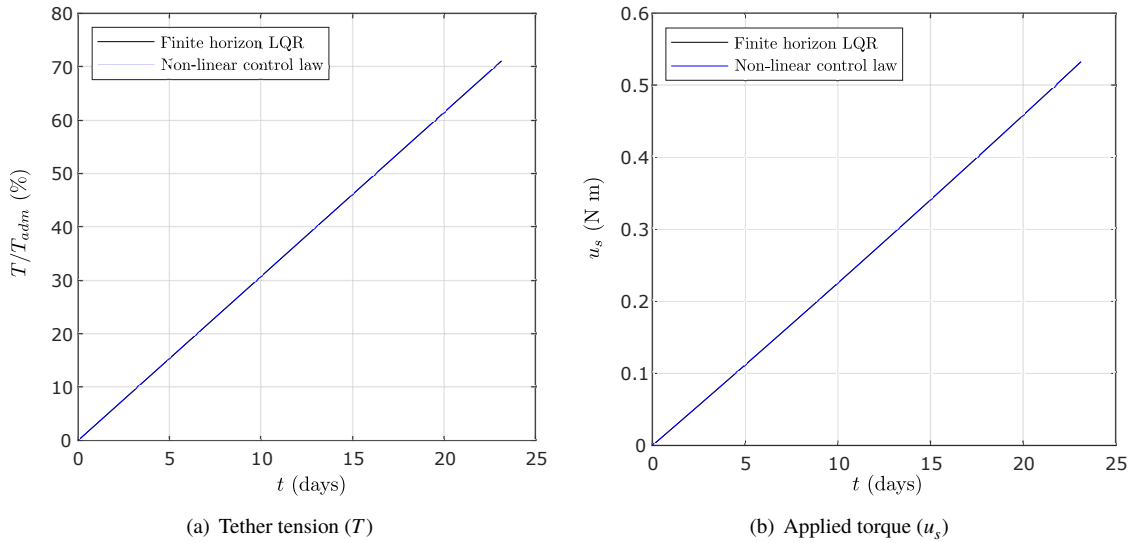 80
70
60
50
40
30
20
10
0
T/T_{adm} (%)
Finite horizon LQR
Non-linear control law
0 5 10 15 20 25
t (days)
(a) Tether tension (T)
0.6
0.5
0.4
0.3
0.2
0.1
0
u_s (N m)
Finite horizon LQR
Non-linear control law
0 5 10 15 20 25
t (days)
(b) Applied torque (u_s)